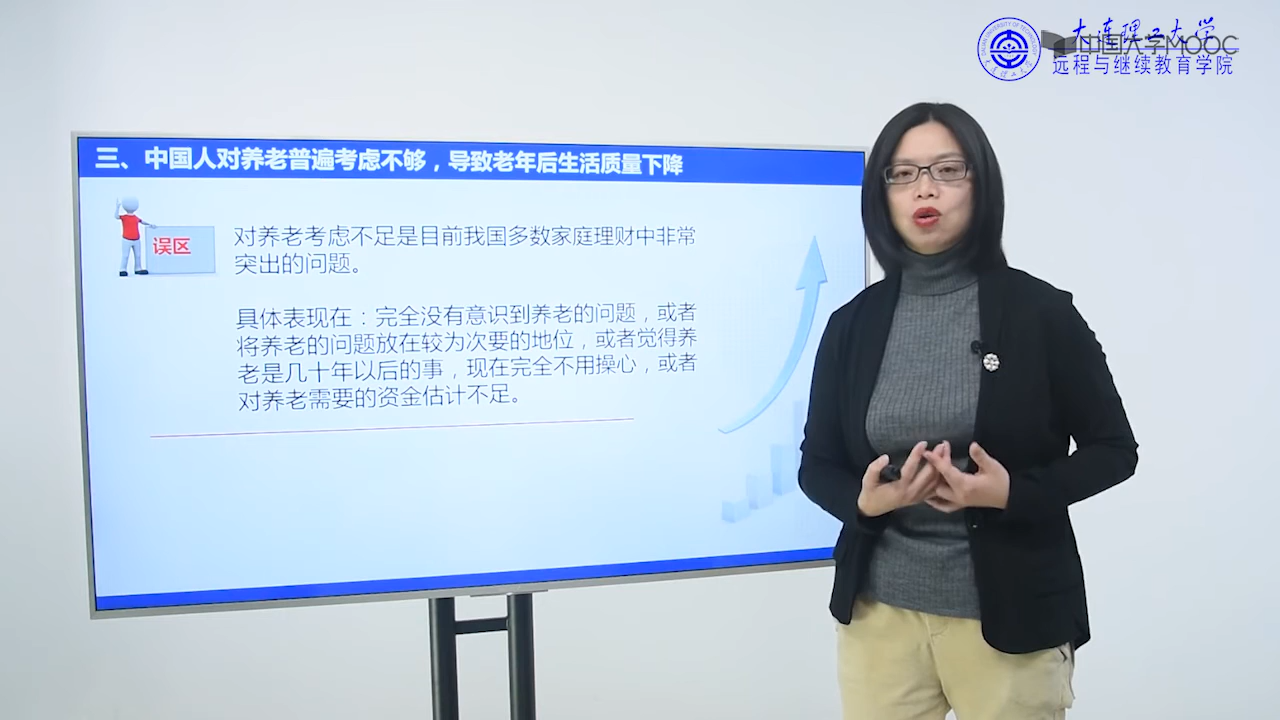 大连理工大学
中国大学MOOC
远程与继续教育学院
三、中国人对养老普遍考虑不够，导致老年后生活质量下降
误区
对养老考虑不足是目前我国多数家庭理财中非常
突出的问题。
具体表现在：完全没有意识到养老的问题，或者
将养老的问题放在较为次要的地位，或者觉得养
老是几十年以后的事，现在完全不用操心，或者
对养老需要的资金估计不足。